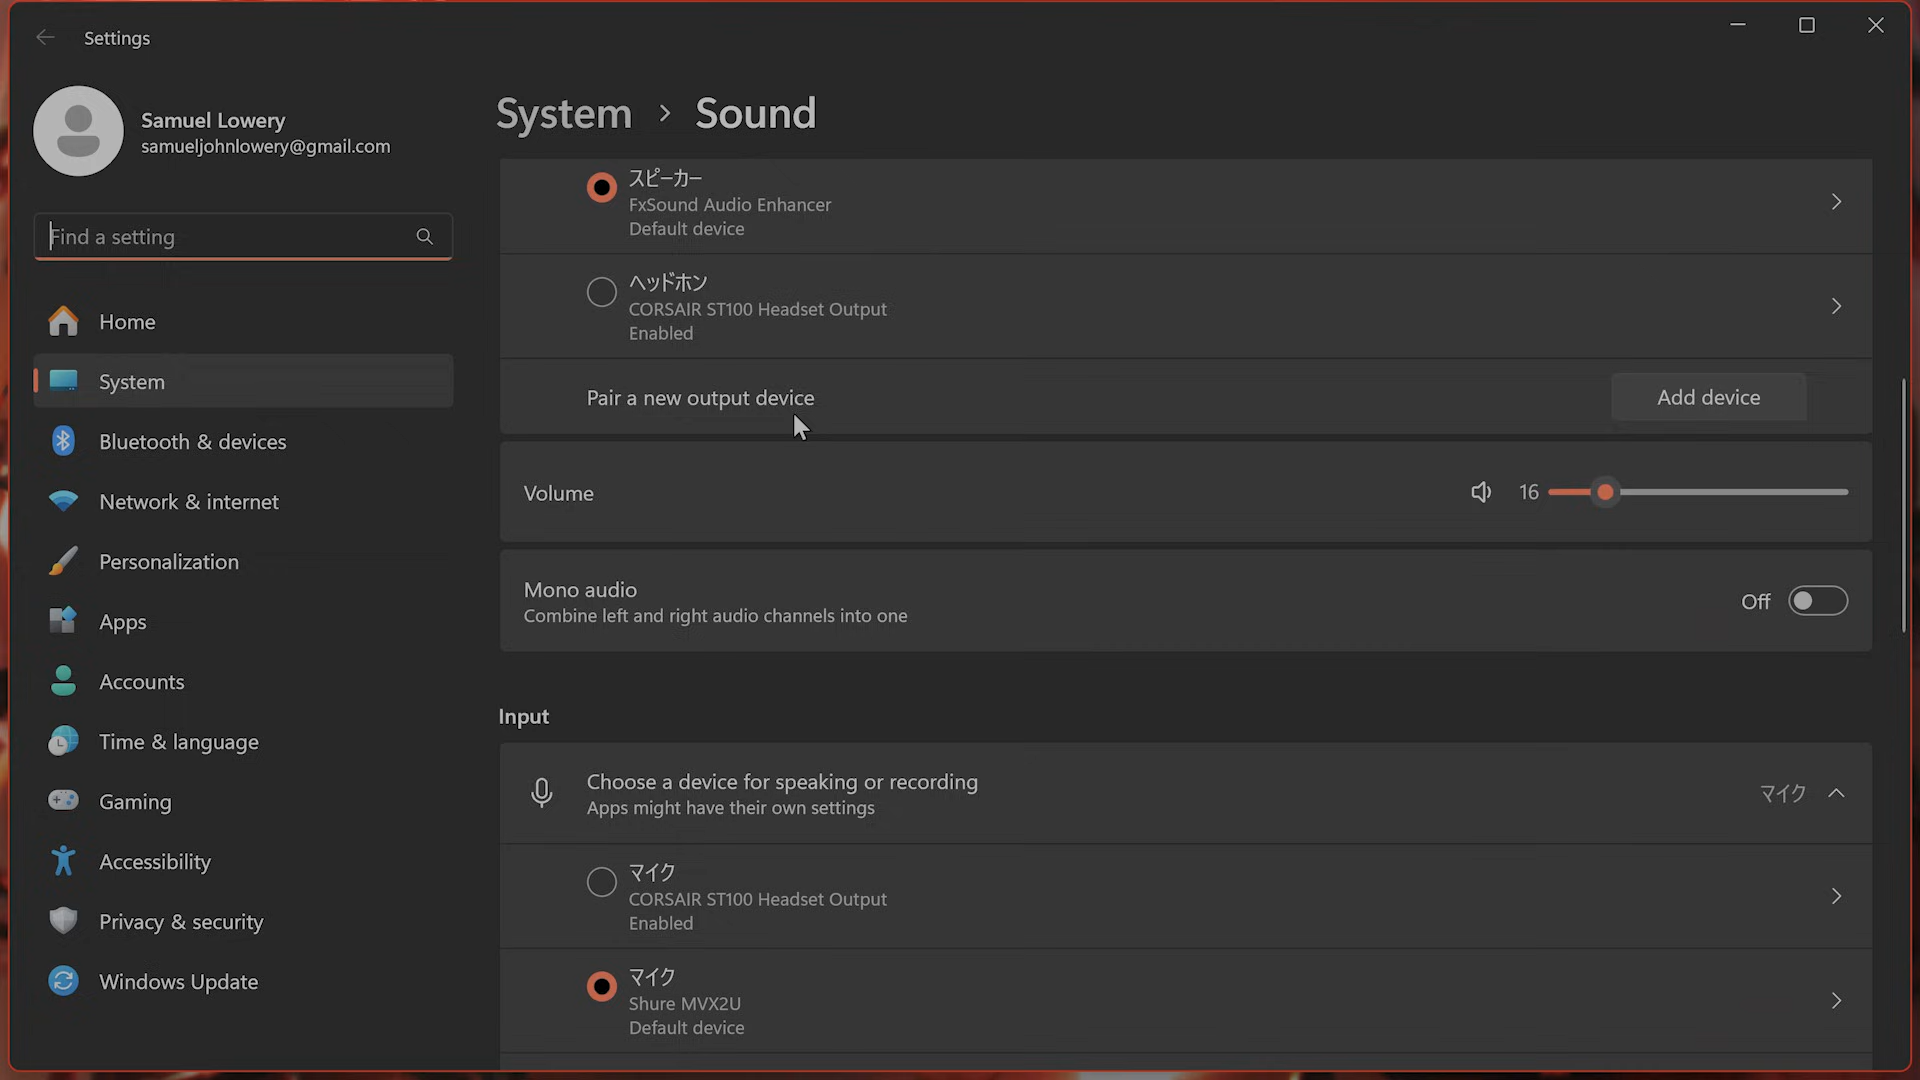 Settings
Samuel Lowery
samueljohnlowery@gmail.com
Find a setting
Home
System
Bluetooth & devices
Network & internet
Personalization
Apps
Accounts
Time & language
Gaming
Accessibility
Privacy & security
Windows Update
System > Sound
スピーカー
FxSound Audio Enhancer
Default device
ヘッドホン
CORSAIR ST100 Headset Output
Enabled
Pair a new output device
Add device
Volume
16
Mono audio
Combine left and right audio channels into one
Off
Input
Choose a device for speaking or recording
Apps might have their own settings
マイク
マイク
CORSAIR ST100 Headset Output
Enabled
マイク
Shure MVX2U
Default device